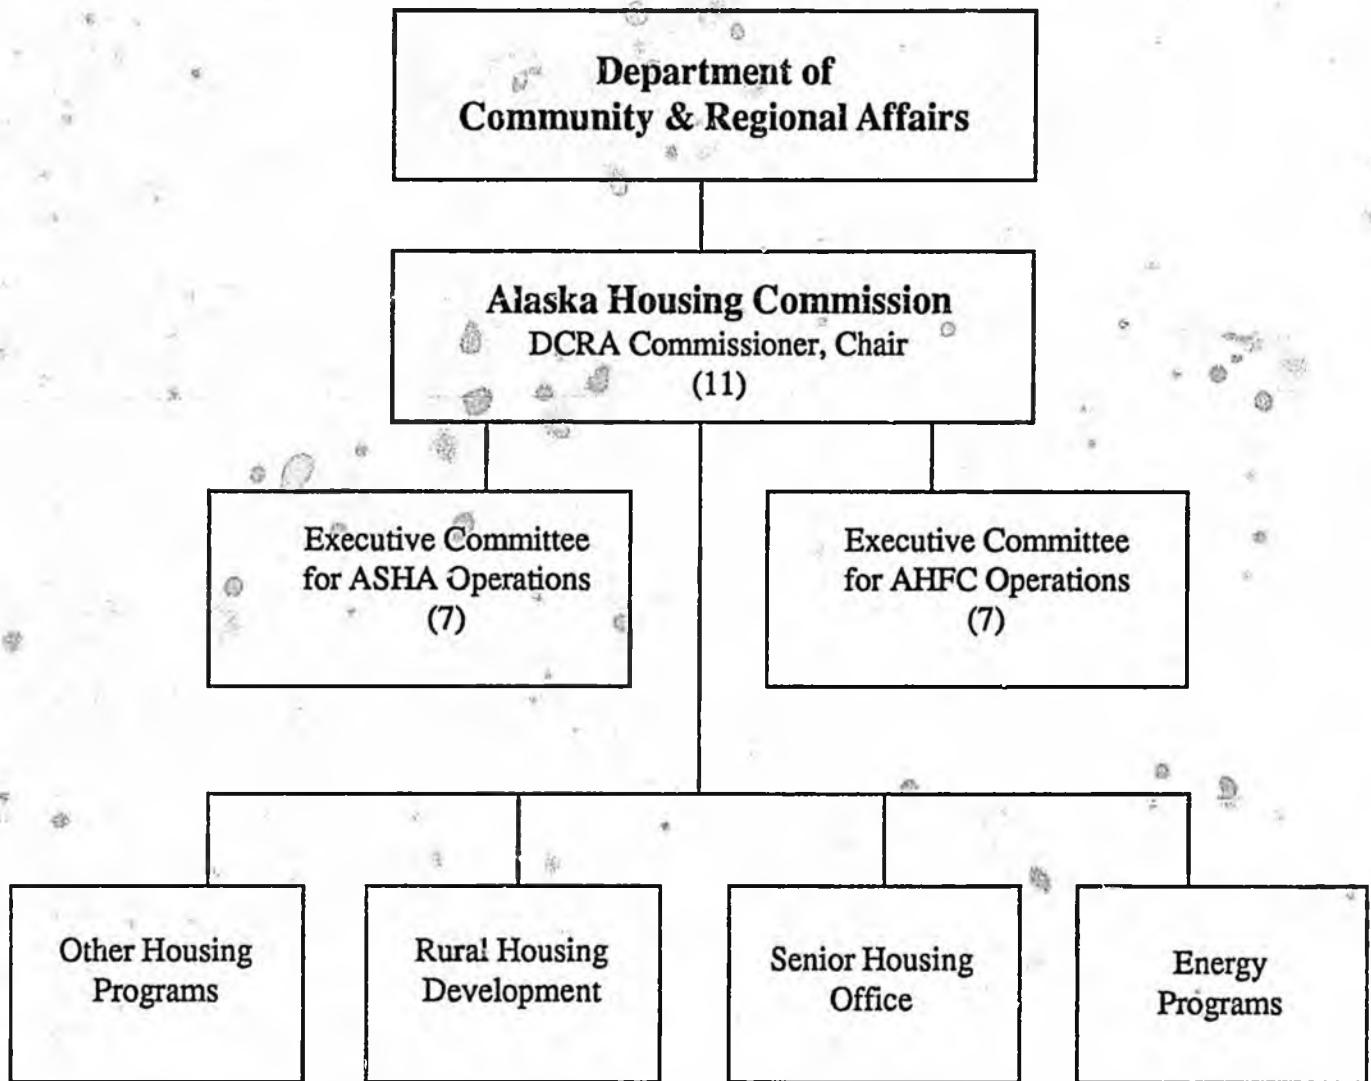 Department of
Community & Regional Affairs
Alaska Housing Commission
DCRA Commissioner, Chair
(11)
Executive Committee
for ASHA Operations
(7)
Executive Committee
for AHFC Operations
(7)
Other Housing
Programs
Rural Housing
Development
Senior Housing
Office
Energy
Programs